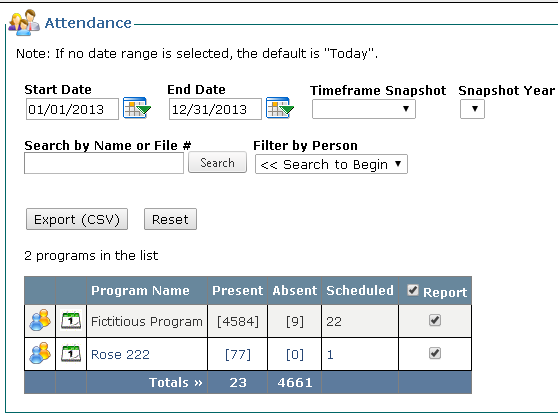 Attendance
Note: If no date range is selected, the default is "Today".
Start Date End Date Timeframe Snapshot Snapshot Year
01/01/2013 12/31/2013
Search by Name or File # Filter by Person
Search << Search to Begin
Export (CSV) Reset
2 programs in the list
Program Name Present Absent Scheduled Report
1 Fictitious Program [4584] [9] 22
1 Rose 222 [77] [0] 1
Totals » 23 4661